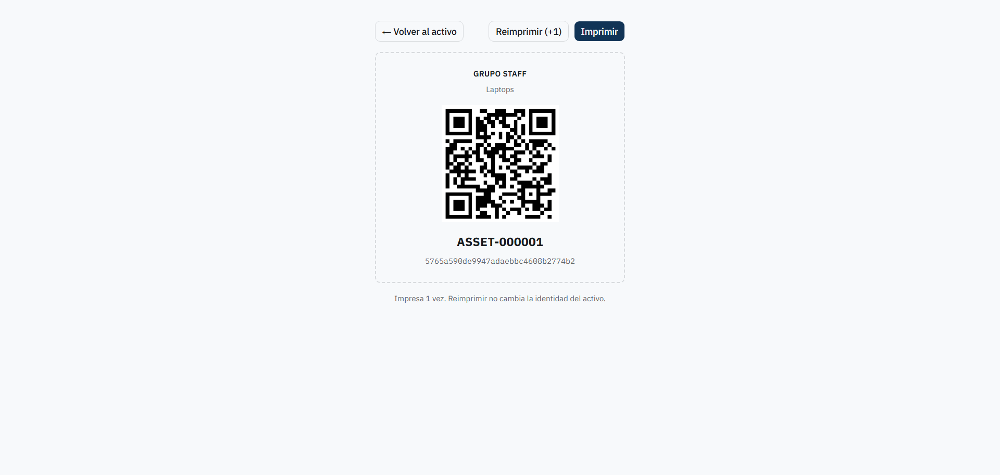 ← Volver al activo
Reimprimir (+1)
Imprimir
GRUPO STAFF
Laptops
ASSET-000001
5765a590de9947adaebbc4608b2774b2
Impresa 1 vez. Reimprimir no cambia la identidad del activo.